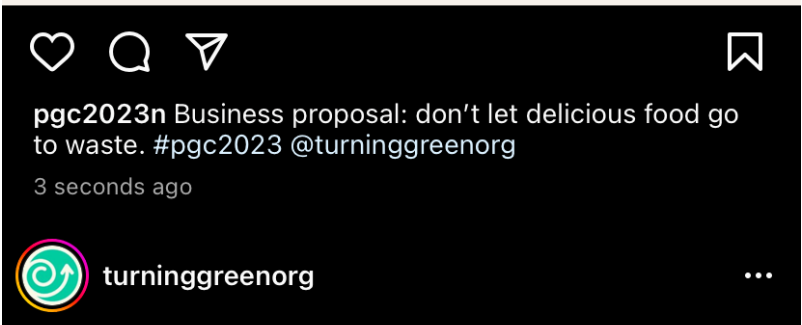 pgc2023n Business proposal: don’t let delicious food go
to waste. #pgc2023 @turninggreenorg
3 seconds ago
turninggreenorg